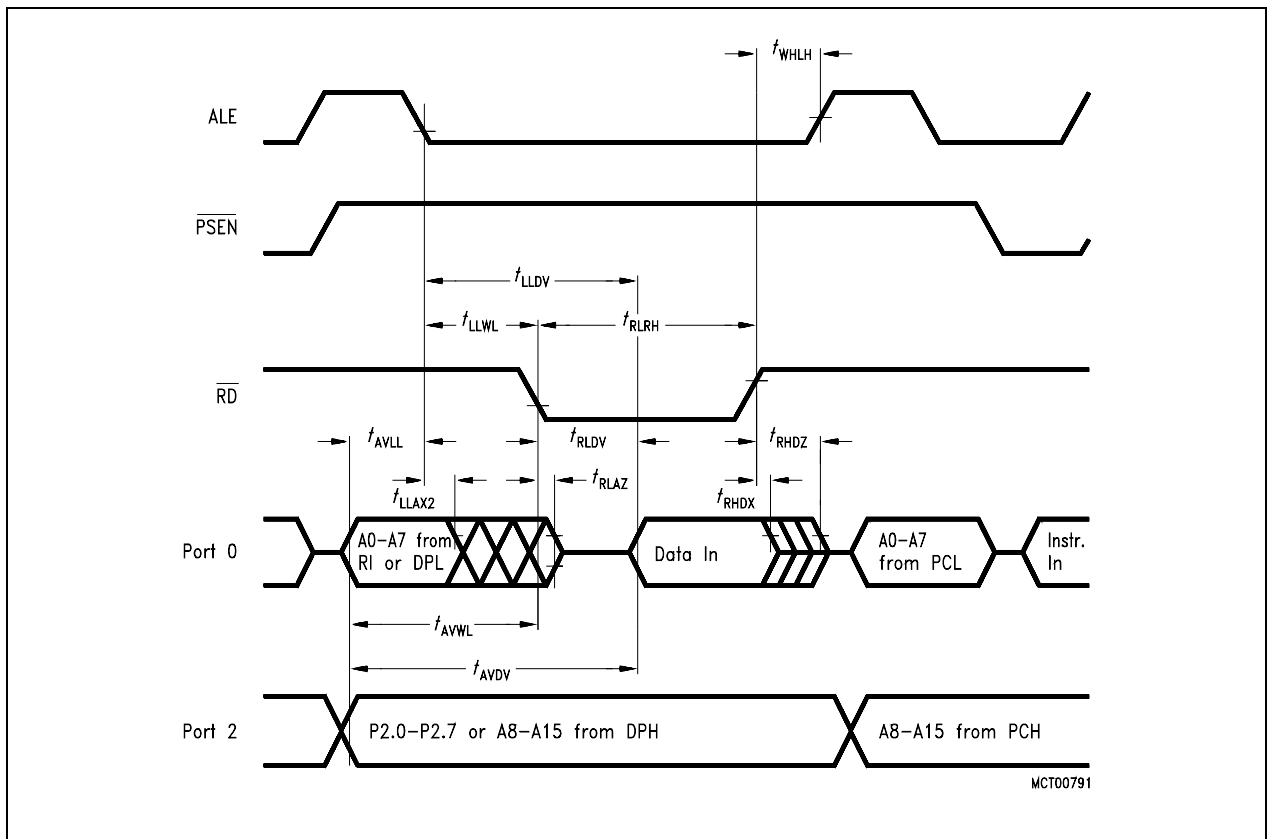 tWHLH
ALE
PSEN
tLLDV
tLLWL
tRLRH
RD
tAVLL
tRLDV
tRHDZ
tLLAX2
tRLAZ
tRHDX
Port 0
A0-A7 from
RI or DPL
Data In
A0-A7
from PCL
Instr.
In
tAVWL
tAVDV
Port 2
P2.0-P2.7 or A8-A15 from DPH
A8-A15 from PCH
MCT00791